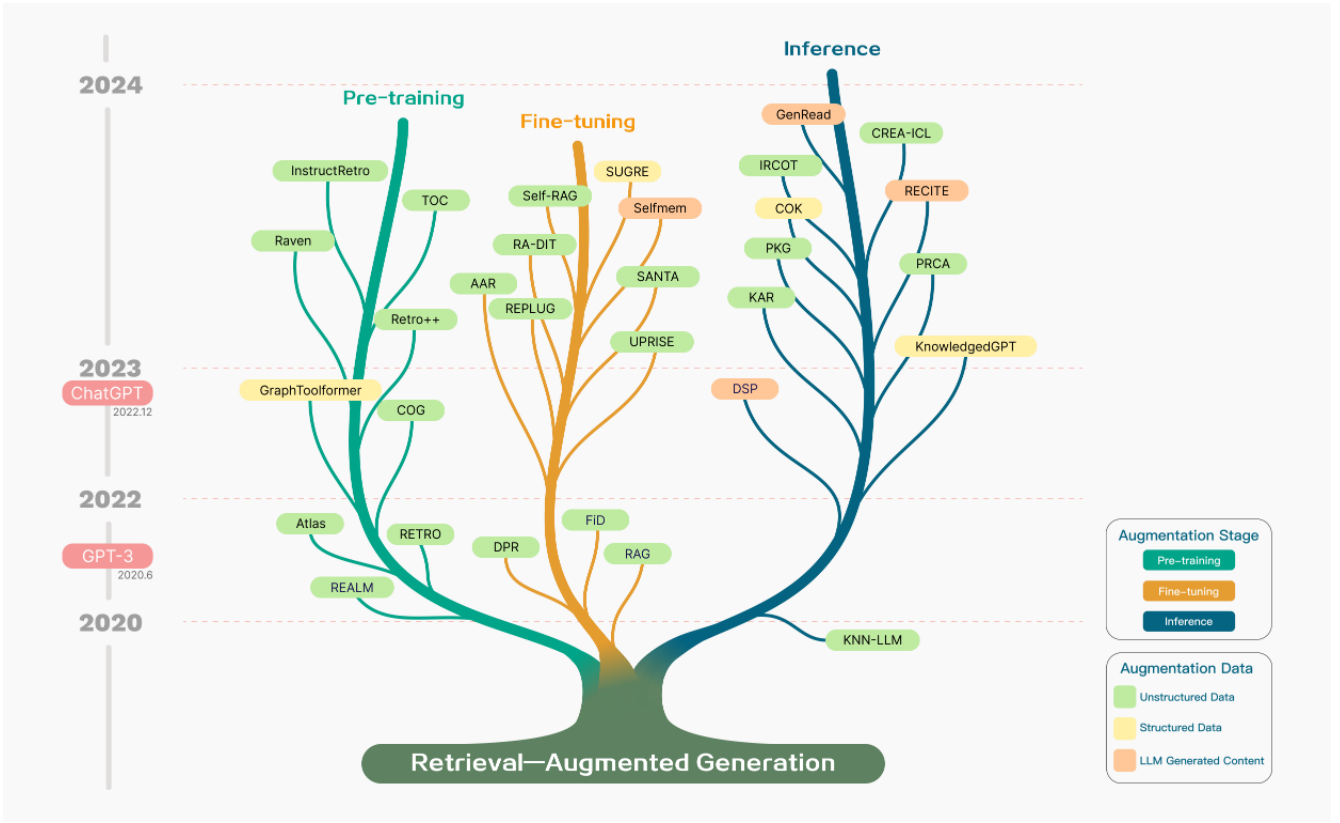 Inference
2024
Pre-training
GenRead
Fine-tuning
CREA-ICL
IRCOT
InstructRetro
SUGRE
RECITE
Self-RAG
TOC
Selfmem
COK
Raven
RA-DIT
PKG
PRCA
SANTA
AAR
KAR
REPLUG
Retro++
UPRISE
KnowledgedGPT
2023
ChatGPT
2022.12
GraphToolformer
DSP
COG
2022
Atlas
FiD
RETRO
DPR
RAG
GPT-3
2020.6
REALM
2020
KNN-LLM
Retrieval—Augmented Generation
Augmentation Stage
Pre-training
Fine-tuning
Inference
Augmentation Data
Unstructured Data
Structured Data
LLM Generated Content